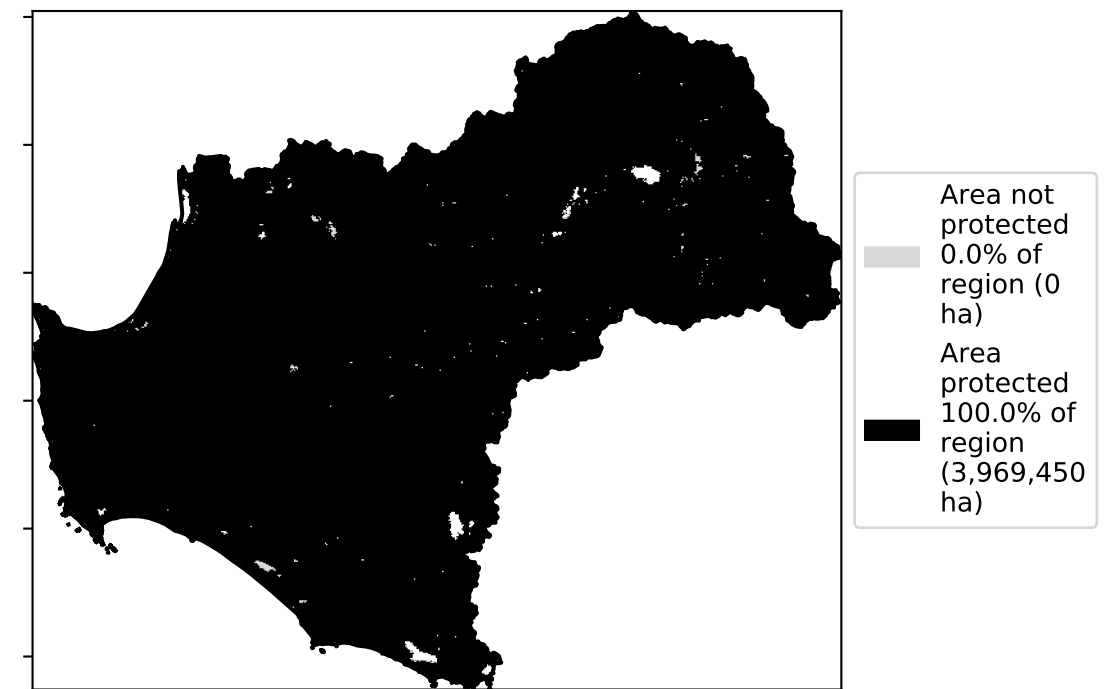 Area not
protected
0.0% of
region (0
ha)
Area
protected
100.0% of
region
(3,969,450
ha)